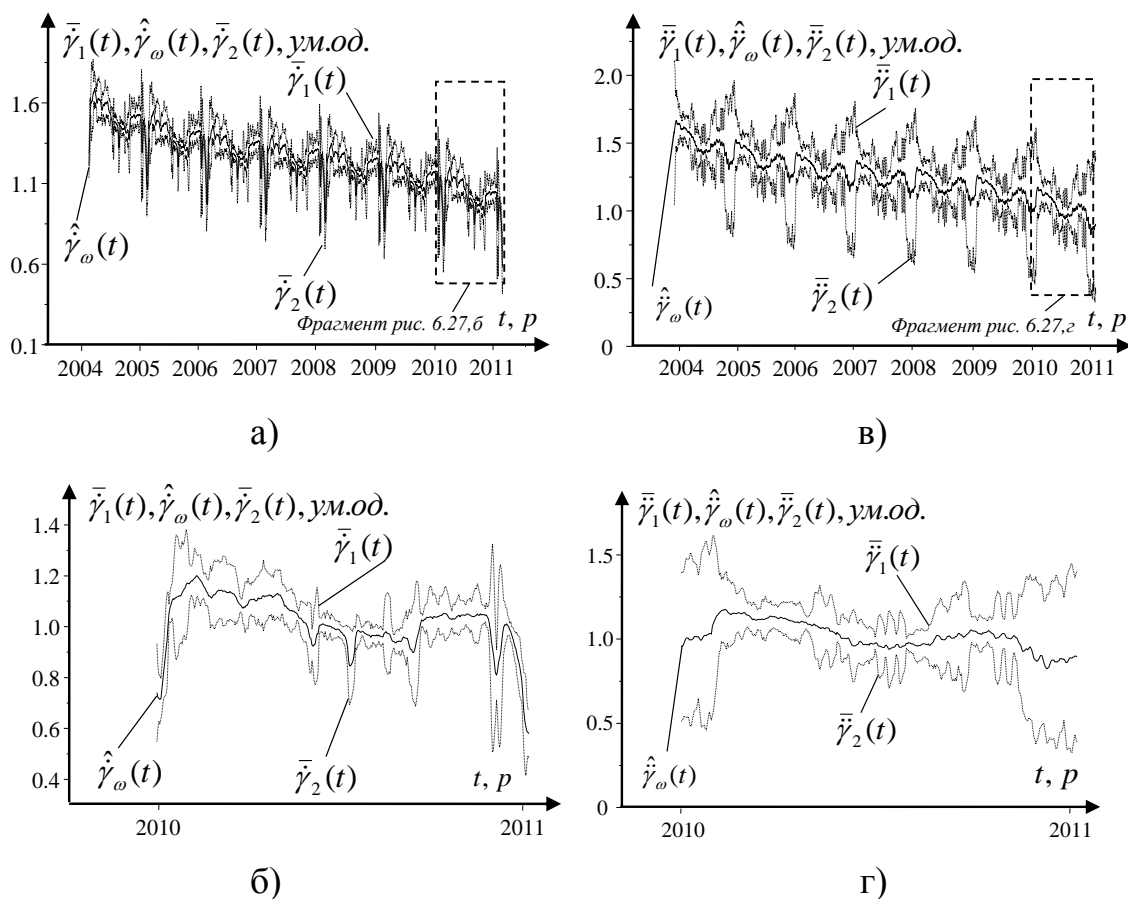 γ̄̇₁(t), γ̂̇_ω(t), γ̄̇₂(t), ум.од.
γ̄̇₁(t)
1.6
1.1
γ̂̇_ω(t)
0.6
γ̄̇₂(t)
Фрагмент рис. 6.27,б
t, р
0.1
2004 2005 2006 2007 2008 2009 2010 2011
а)
γ̄̈₁(t), γ̂̈_ω(t), γ̄̈₂(t), ум.од.
2.0
γ̄̈₁(t)
1.5
1.0
0.5
γ̂̈_ω(t)
γ̄̈₂(t)
Фрагмент рис. 6.27,г
t, р
0
2004 2005 2006 2007 2008 2009 2010 2011
в)
γ̄̇₁(t), γ̂̇_ω(t), γ̄̇₂(t), ум.од.
1.4
γ̄̇₁(t)
1.2
1.0
0.8
0.6
0.4
γ̂̇_ω(t)
γ̄̇₂(t)
t, р
2010 2011
б)
γ̄̈₁(t), γ̂̈_ω(t), γ̄̈₂(t), ум.од.
1.5
γ̄̈₁(t)
1.0
0.5
γ̄̈₂(t)
γ̂̈_ω(t)
t, р
0
2010 2011
г)